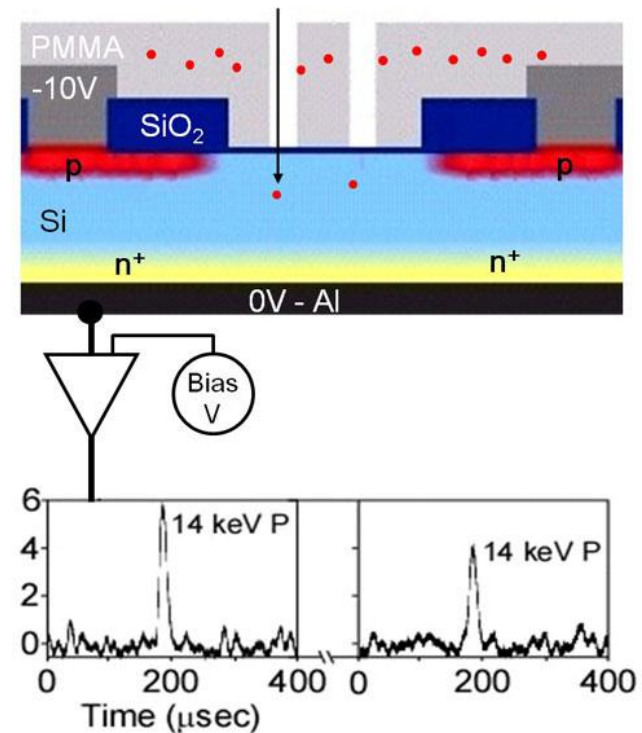 PMMA
-10V
SiO₂
p
p
Si
n⁺
n⁺
0V - Al
Bias
V
6
14 keV P
14 keV P
4
2
0
0
200
400
0
200
400
Time (μsec)